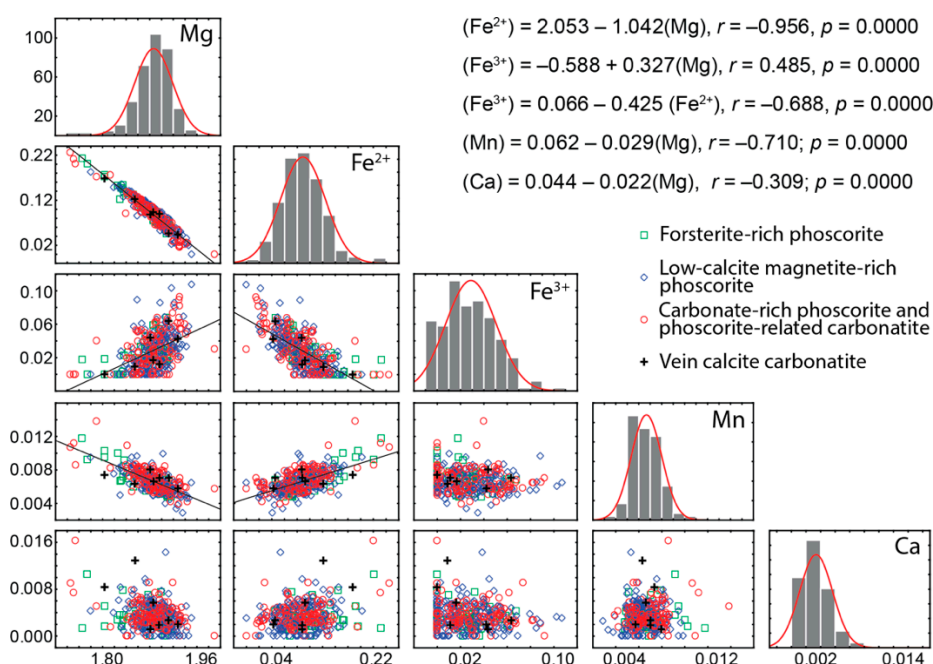 Mg
100
80
60
40
20
(Fe²⁺) = 2.053 – 1.042(Mg), r = –0.956, p = 0.0000
(Fe³⁺) = –0.588 + 0.327(Mg), r = 0.485, p = 0.0000
(Fe³⁺) = 0.066 – 0.425 (Fe²⁺), r = –0.688, p = 0.0000
(Mn) = 0.062 – 0.029(Mg), r = –0.710; p = 0.0000
(Ca) = 0.044 – 0.022(Mg), r = –0.309; p = 0.0000
Fe²⁺
0.22
0.12
0.02
Forsterite-rich phoscorite
Low-calcite magnetite-rich
phoscorite
Carbonate-rich phoscorite and
phoscorite-related carbonatite
Vein calcite carbonatite
Fe³⁺
0.10
0.06
0.02
Mn
0.012
0.008
0.004
Ca
0.016
0.008
0.000
1.80 1.96 0.04 0.22 0.02 0.10 0.004 0.012 0.002 0.014